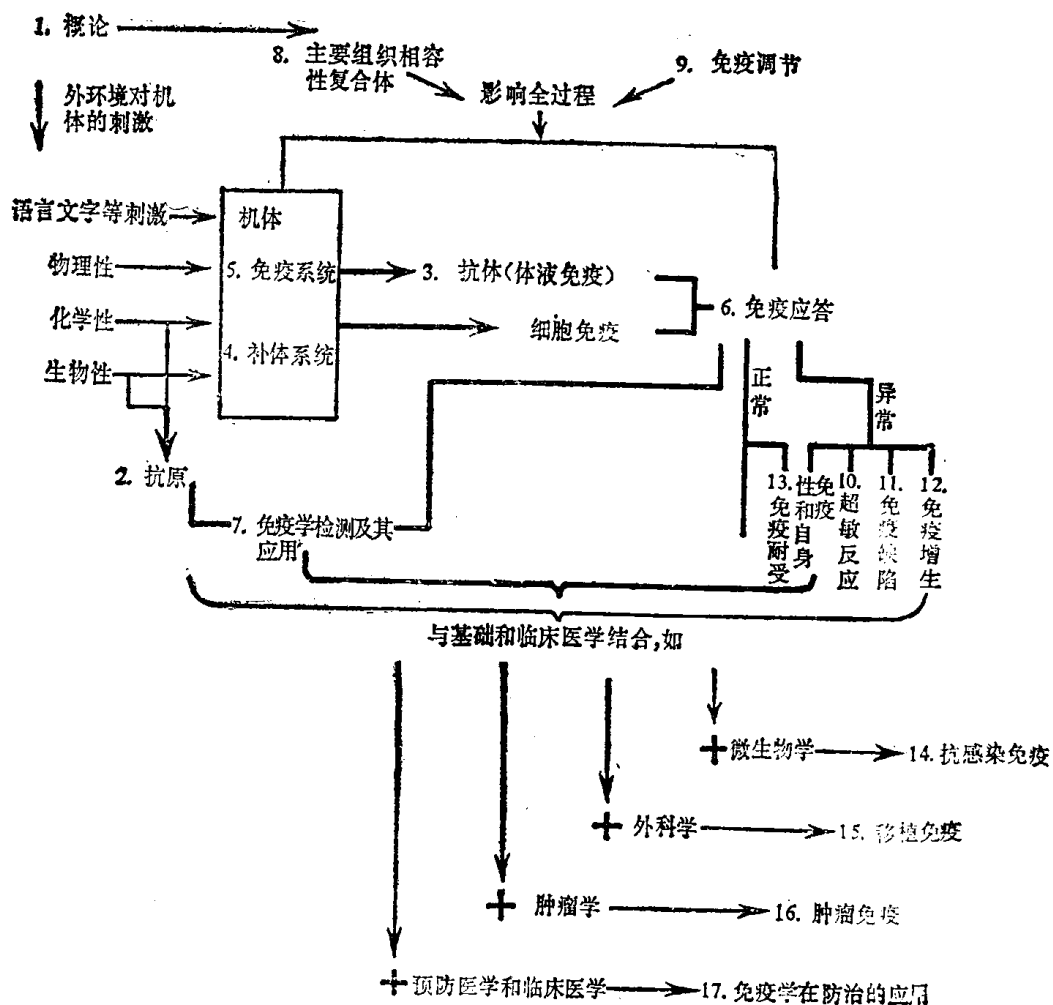 1. 概论
8. 主要组织相容
性复合体
9. 免疫调节
影响全过程
外环境对机
体的刺激
语言文字等刺激
机体
物理性
5. 免疫系统
3. 抗体(体液免疫)
6. 免疫应答
化学性
细胞免疫
4. 补体系统
生物性
正常
异常
2. 抗原
7. 免疫学检测及其
应用
13. 免疫耐受
性和自身
免疫
10. 超敏反应
11. 免疫缺陷
12. 免疫增生
与基础和临床医学结合,如
微生物学
14. 抗感染免疫
外科学
15. 移植免疫
肿瘤学
16. 肿瘤免疫
预防医学和临床医学
17. 免疫学在防治的应用